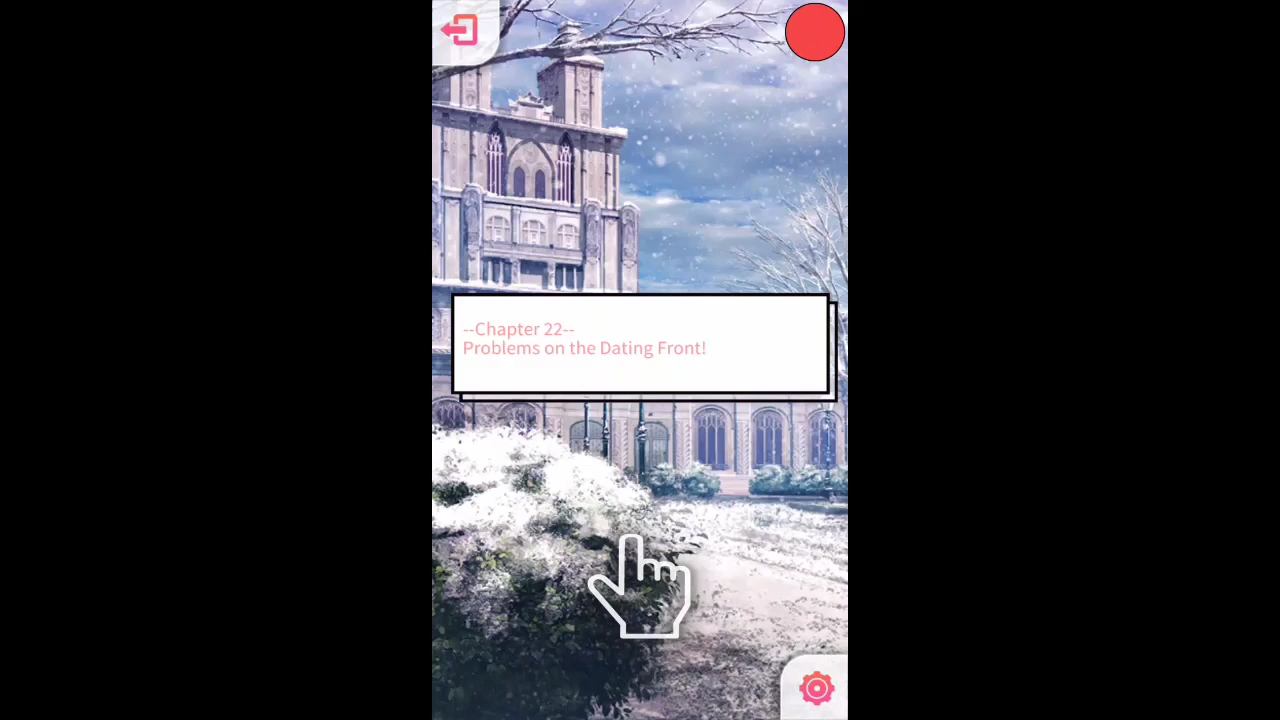 --Chapter 22--
Problems on the Dating Front!